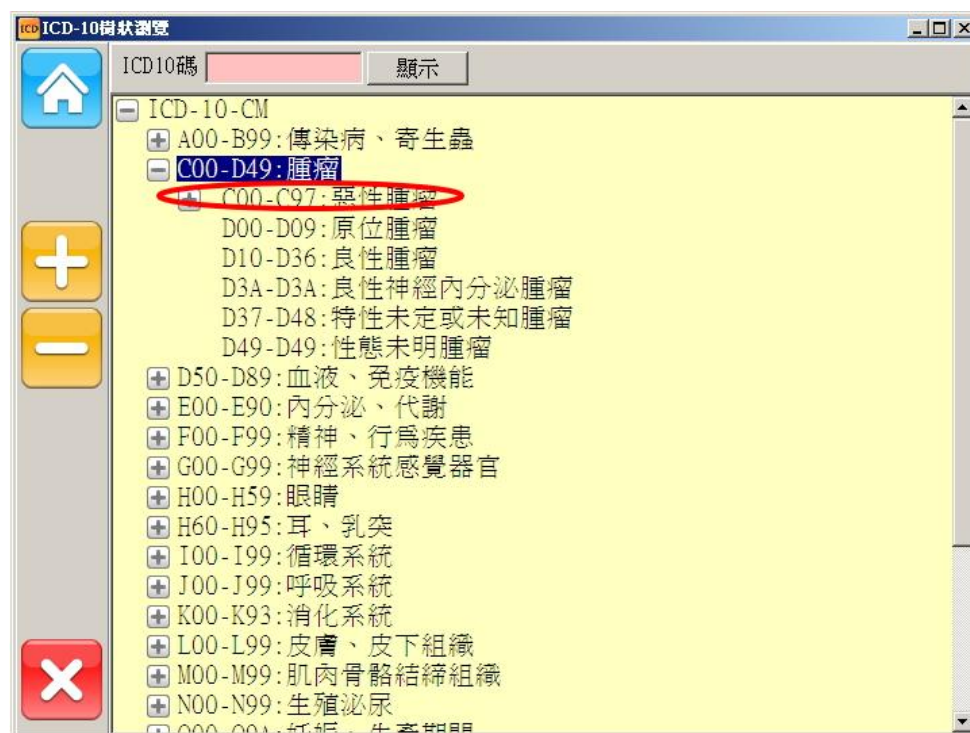 ICD ICD-10樹狀瀏覽
ICD10碼 顯示
ICD-10-CM
A00-B99:傳染病、寄生蟲
C00-D49:腫瘤
C00-C97:惡性腫瘤
D00-D09:原位腫瘤
D10-D36:良性腫瘤
D3A-D3A:良性神經內分泌腫瘤
D37-D48:特性未定或未知腫瘤
D49-D49:性態未明腫瘤
D50-D89:血液、免疫機能
E00-E90:內分泌、代謝
F00-F99:精神、行為疾患
G00-G99:神經系統感覺器官
H00-H59:眼睛
H60-H95:耳、乳突
I00-I99:循環系統
J00-J99:呼吸系統
K00-K93:消化系統
L00-L99:皮膚、皮下組織
M00-M99:肌肉骨骼結締組織
N00-N99:生殖泌尿